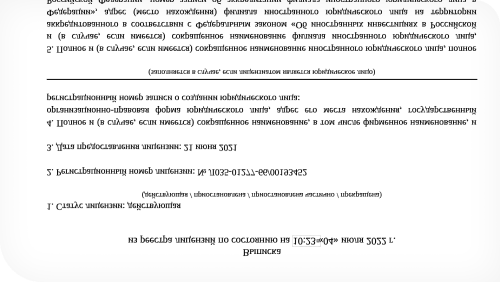 Выписка
из реестра лицензий по состоянию на 10:23 «04» июля 2022 г.
1. Статус лицензии: действующая
(действующая / приостановлена / приостановлена частично / прекращена)
2. Регистрационный номер лицензии: № Л035-01277-66/00193452
3. Дата предоставления лицензии: 21 июня 2021
4. Полное и (в случае, если имеется) сокращенное наименование, в том числе фирменное наименование, и
организационно-правовая форма юридического лица, адрес его места нахождения, государственный
регистрационный номер записи о создании юридического лица:
(заполняется в случае, если лицензиатом является юридическое лицо)
5. Полное и (в случае, если имеется) сокращенное наименование иностранного юридического лица, полное
и (в случае, если имеется) сокращенное наименование филиала иностранного юридического лица,
аккредитованного в соответствии с Федеральным законом «Об иностранных инвестициях в Российской
Федерации», адрес (место нахождения) филиала иностранного юридического лица на территории